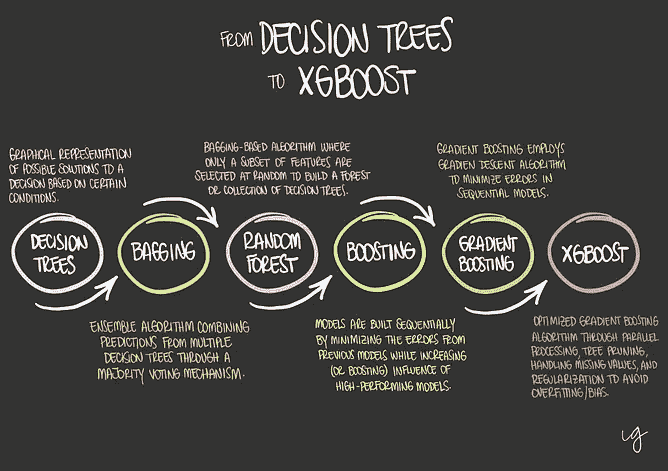 FROM DECISION TREES
TO XGBOOST
GRAPHICAL REPRESENTATION
OF POSSIBLE SOLUTIONS TO A
DECISION BASED ON CERTAIN
CONDITIONS.
BAGGING-BASED ALGORITHM WHERE
ONLY A SUBSET OF FEATURES ARE
SELECTED AT RANDOM TO BUILD A FOREST
OR COLLECTION OF DECISION TREES.
GRADIENT BOOSTING EMPLOYS
GRADIEN DESCENT ALGORITHM
TO MINIMIZE ERRORS IN
SEQUENTIAL MODELS.
DECISION
TREES
BAGGING
RANDOM
FOREST
BOOSTING
GRADIENT
BOOSTING
XGBOOST
ENSEMBLE ALGORITHM COMBINING
PREDICTIONS FROM MULTIPLE
DECISION TREES THROUGH A
MAJORITY VOTING MECHANISM.
MODELS ARE BUILT SEQUENTIALLY
BY MINIMIZING THE ERRORS FROM
PREVIOUS MODELS WHILE INCREASING
(OR BOOSTING) INFLUENCE OF
HIGH-PERFORMING MODELS.
OPTIMIZED GRADIENT BOOSTING
ALGORITHM THROUGH PARALLEL
PROCESSING, TREE PRUNING,
HANDLING MISSING VALUES, AND
REGULARIZATION TO AVOID
OVERFITTING/BIAS.